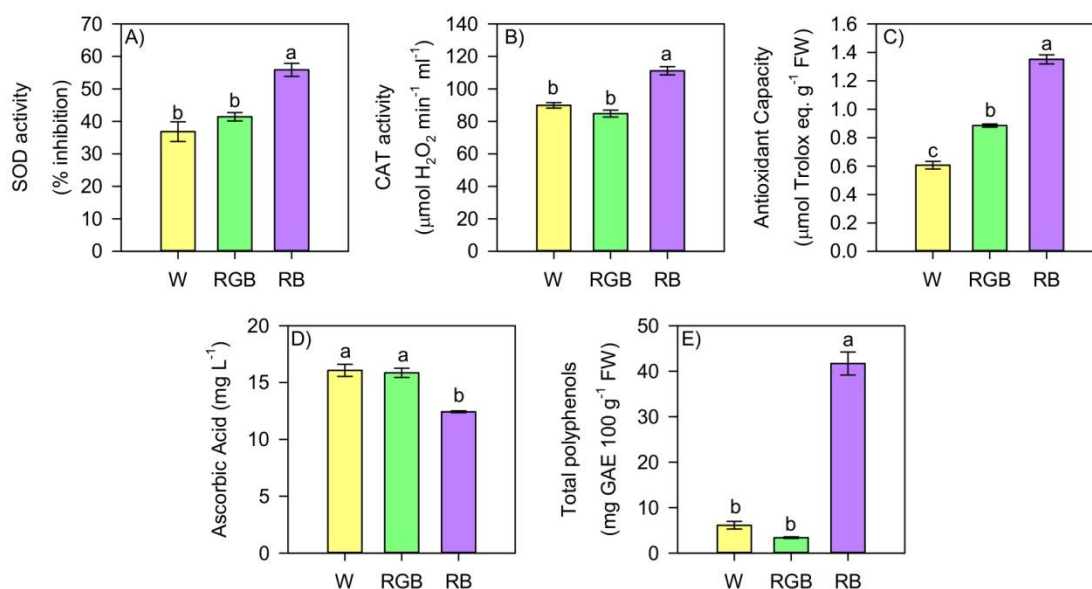 A)
SOD activity
(% inhibition)
70
60
50
40
30
20
10
0
b
b
a
W RGB RB
B)
CAT activity
(μmol H₂O₂ min⁻¹ ml⁻¹)
140
120
100
80
60
40
20
0
b
b
a
W RGB RB
C)
Antioxidant Capacity
(μmol Trolox eq. g⁻¹ FW)
1.6
1.4
1.2
1.0
0.8
0.6
0.4
0.2
0.0
c
b
a
W RGB RB
D)
Ascorbic Acid (mg L⁻¹)
20
15
10
5
0
a
a
b
W RGB RB
E)
Total polyphenols
(mg GAE 100 g⁻¹ FW)
50
40
30
20
10
0
b
b
a
W RGB RB